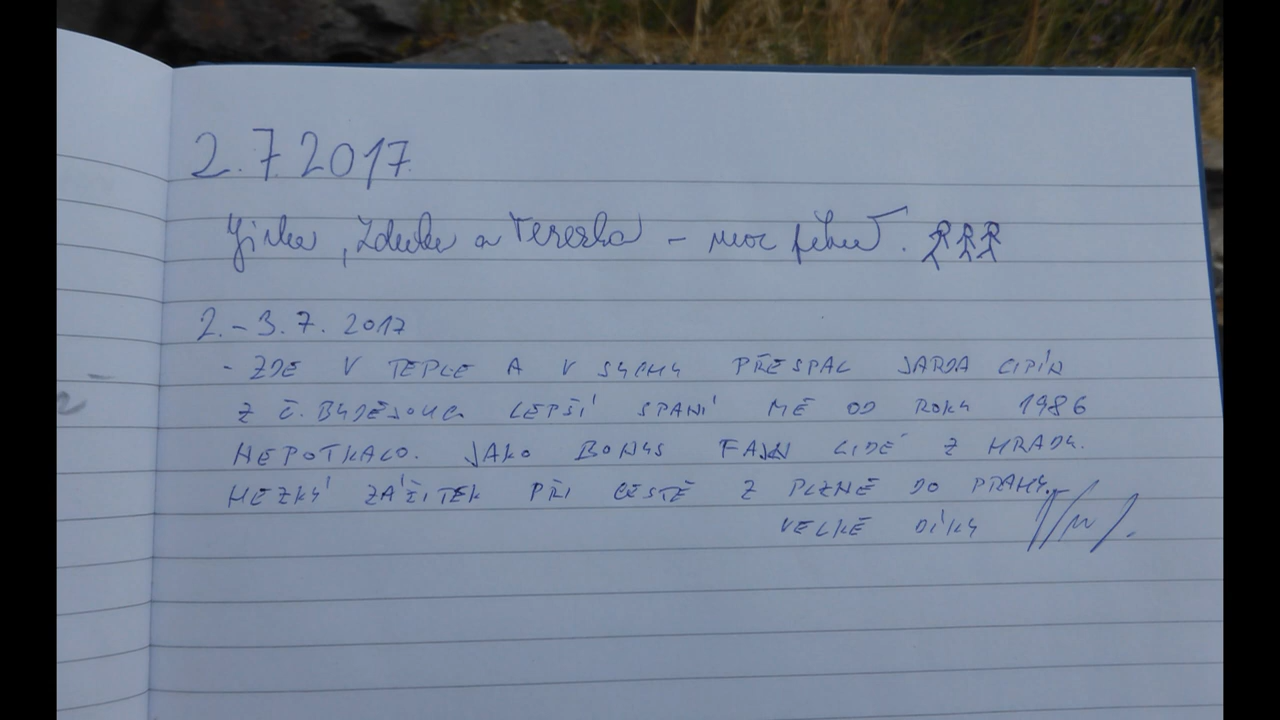 2.7.2017
Jirka, Zdeněk a Terezka - moc pěkné.
2.-3.7. 2017
- ZDE V TEPLE A V SUCHU PŘESPAL JARDA CIPÍN
Z Č. BUDĚJOVIC. LEPŠÍ SPANÍ MĚ OD ROKU 1986
NEPOTKALO. JAKO BONUS FAJN LIDÉ Z HRADU.
HEZKÝ ZÁŽITEK PŘI CESTĚ Z PLZNĚ DO PRAHY.
VELKÉ DÍKY